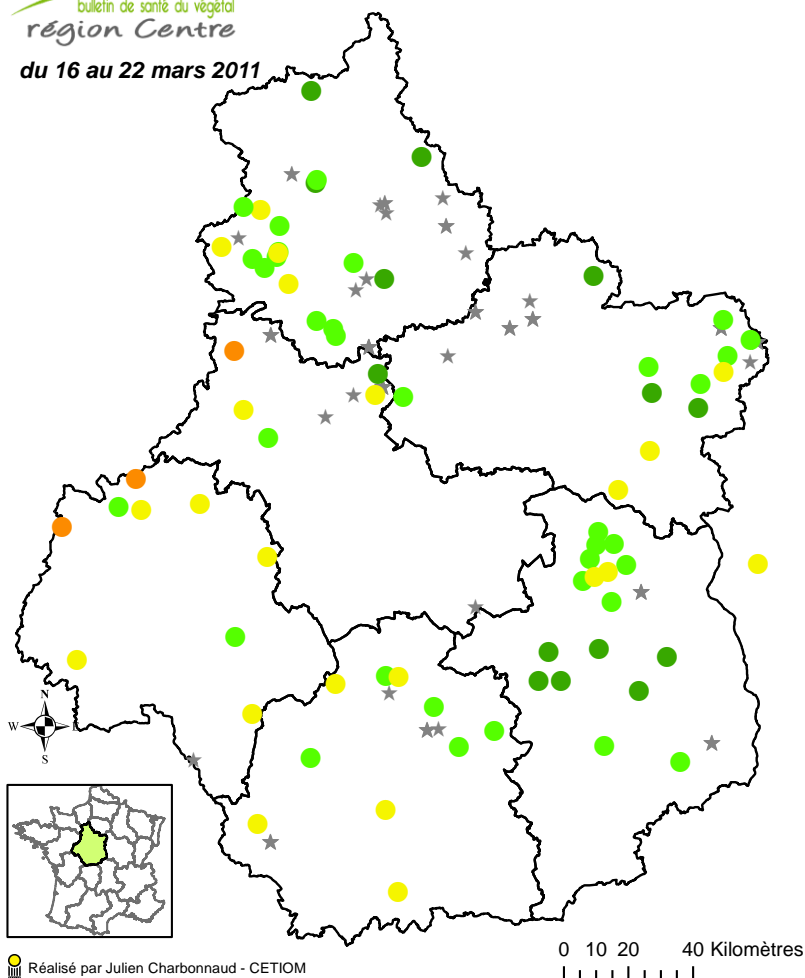 bulletin de santé du végétal
région Centre
du 16 au 22 mars 2011
N
W
S
0 10 20 40 Kilomètres
Réalisé par Julien Charbonnaud - CETIOM